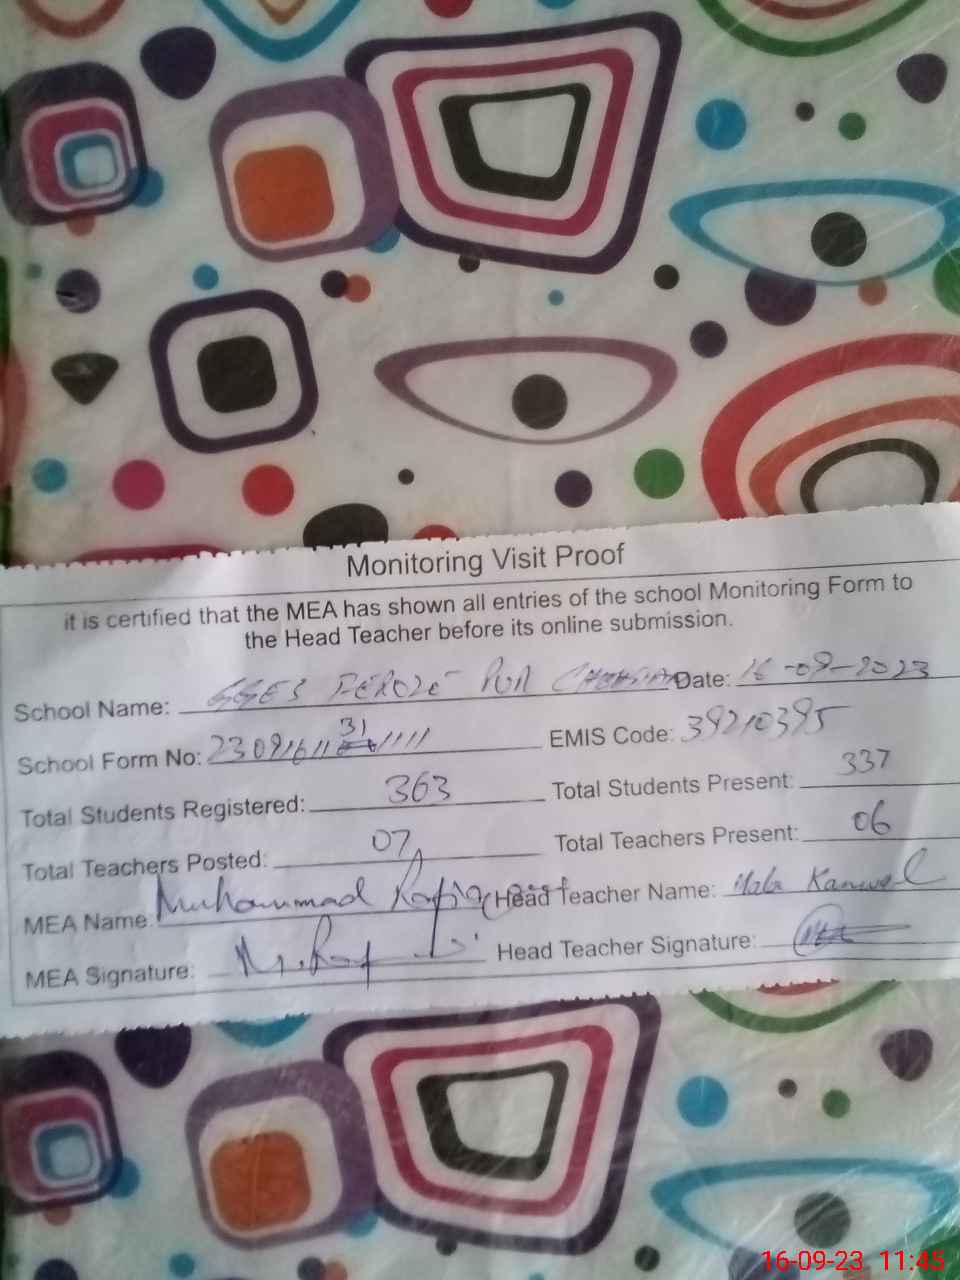 Monitoring Visit Proof
it is certified that the MEA has shown all entries of the school Monitoring Form to
the Head Teacher before its online submission.
School Name: GGES FEROZE PUR Date: 16-09-2023
School Form No: EMIS Code: 39210395
Total Students Registered: 363 Total Students Present: 337
Total Teachers Posted: 07 Total Teachers Present: 06
MEA Name: Muhammad Head Teacher Name: Kanwal
MEA Signature: Head Teacher Signature:
16-09-23 11:45